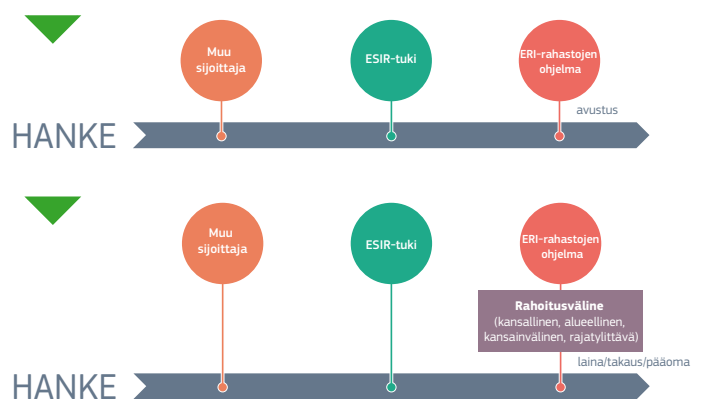 Muu
sijoittaja
ESIR-tuki
ERI-rahastojen
ohjelma
avustus
HANKE
Muu
sijoittaja
ESIR-tuki
ERI-rahastojen
ohjelma
Rahoitusväline
(kansallinen, alueellinen,
kansainvälinen, rajatylittävä)
laina/takaus/pääoma
HANKE